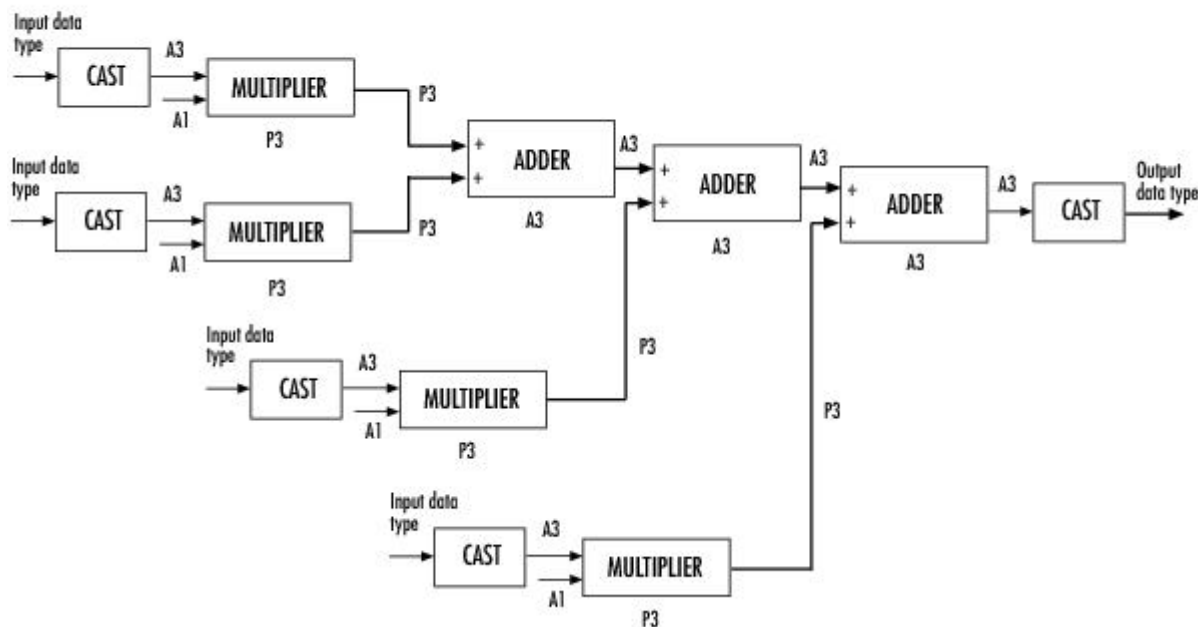 Input data
type
A3
CAST
MULTIPLIER
A1
P3
P3
Input data
type
A3
CAST
MULTIPLIER
A1
P3
P3
+
+
ADDER
A3
A3
+
+
ADDER
A3
A3
+
+
ADDER
A3
A3
CAST
Output
data type
Input data
type
A3
CAST
MULTIPLIER
A1
P3
P3
Input data
type
A3
CAST
MULTIPLIER
A1
P3
P3